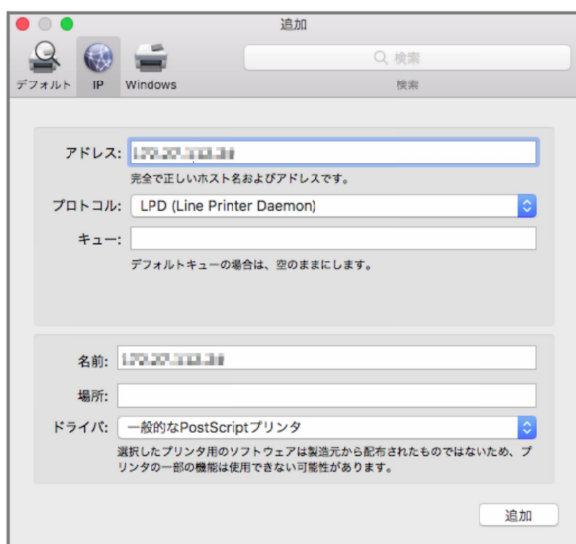 追加
デフォルト IP Windows
検索
検索
アドレス:
完全で正しいホスト名およびアドレスです。
プロトコル: LPD (Line Printer Daemon)
キュー:
デフォルトキューの場合は、空のままにします。
名前:
場所:
ドライバ: 一般的なPostScriptプリンタ
選択したプリンタ用のソフトウェアは製造元から配布されたものではないため、プ
リンタの一部の機能は使用できない可能性があります。
追加